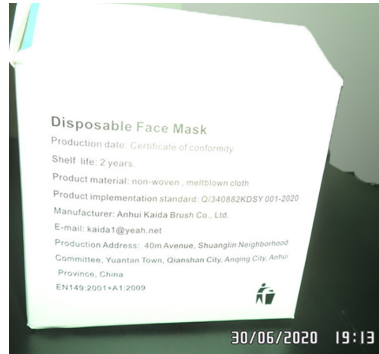 Disposable Face Mask
Production date: Certificate of conformity
Shelf life: 2 years
Product material: non-woven , meltblown cloth
Product implementation standard: Q/340882KDSY 001-2020
Manufacturer: Anhui Kaida Brush Co., Ltd.
E-mail: kaida1@yeah.net
Production Address: 40m Avenue, Shuanglin Neighborhood
Committee, Yuantan Town, Qianshan City, Anqing City, Anhui
Province, China
EN149:2001+A1:2009
30/06/2020 19:13